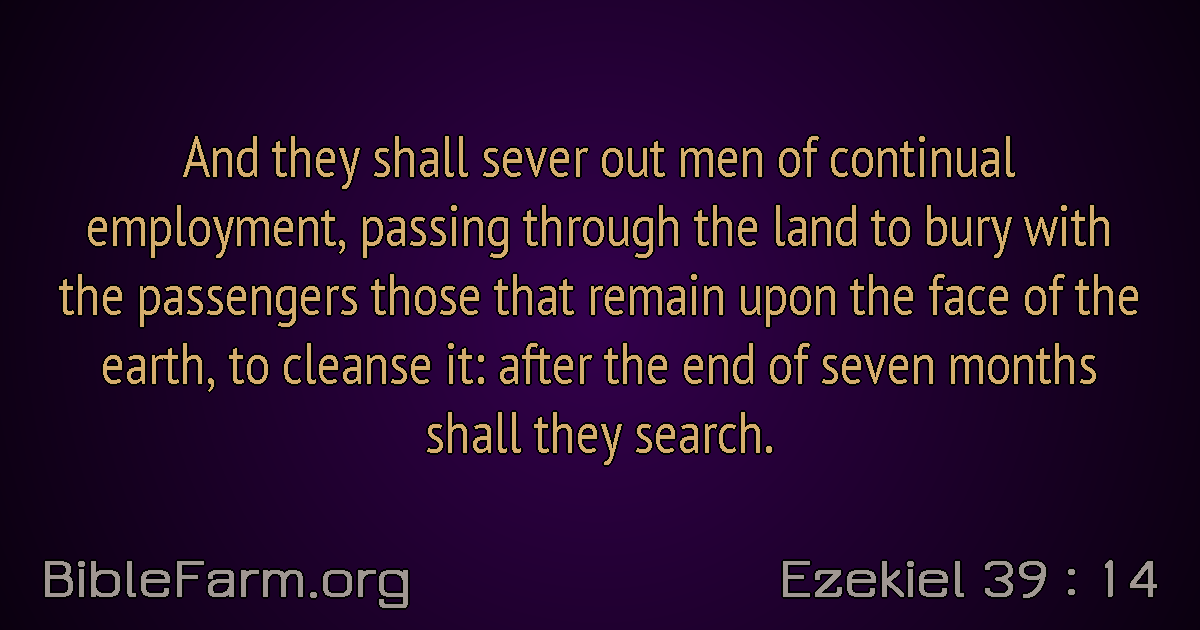 And they shall sever out men of continual
employment, passing through the land to bury with
the passengers those that remain upon the face of the
earth, to cleanse it: after the end of seven months
shall they search.
BibleFarm.org
Ezekiel 39 : 14